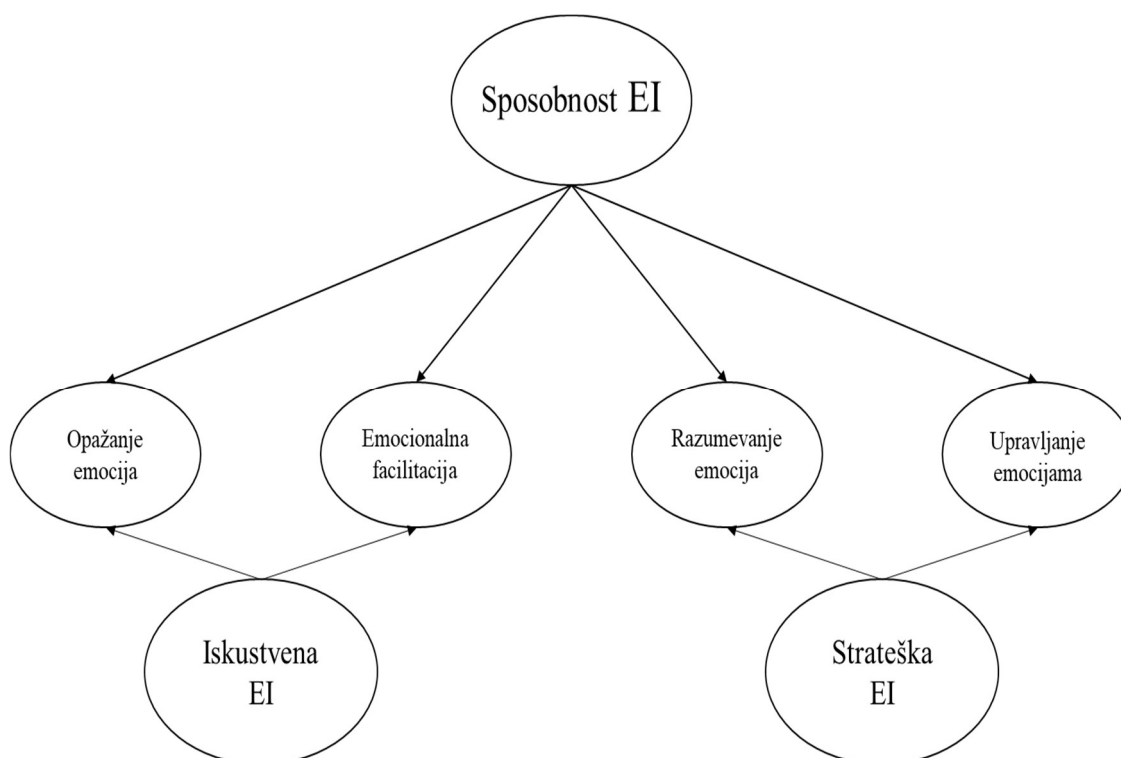 Sposobnost EI
Opažanje
emocija
Emocionalna
facilitacija
Razumevanje
emocija
Upravljanje
emocijama
Iskustvena
EI
Strateška
EI